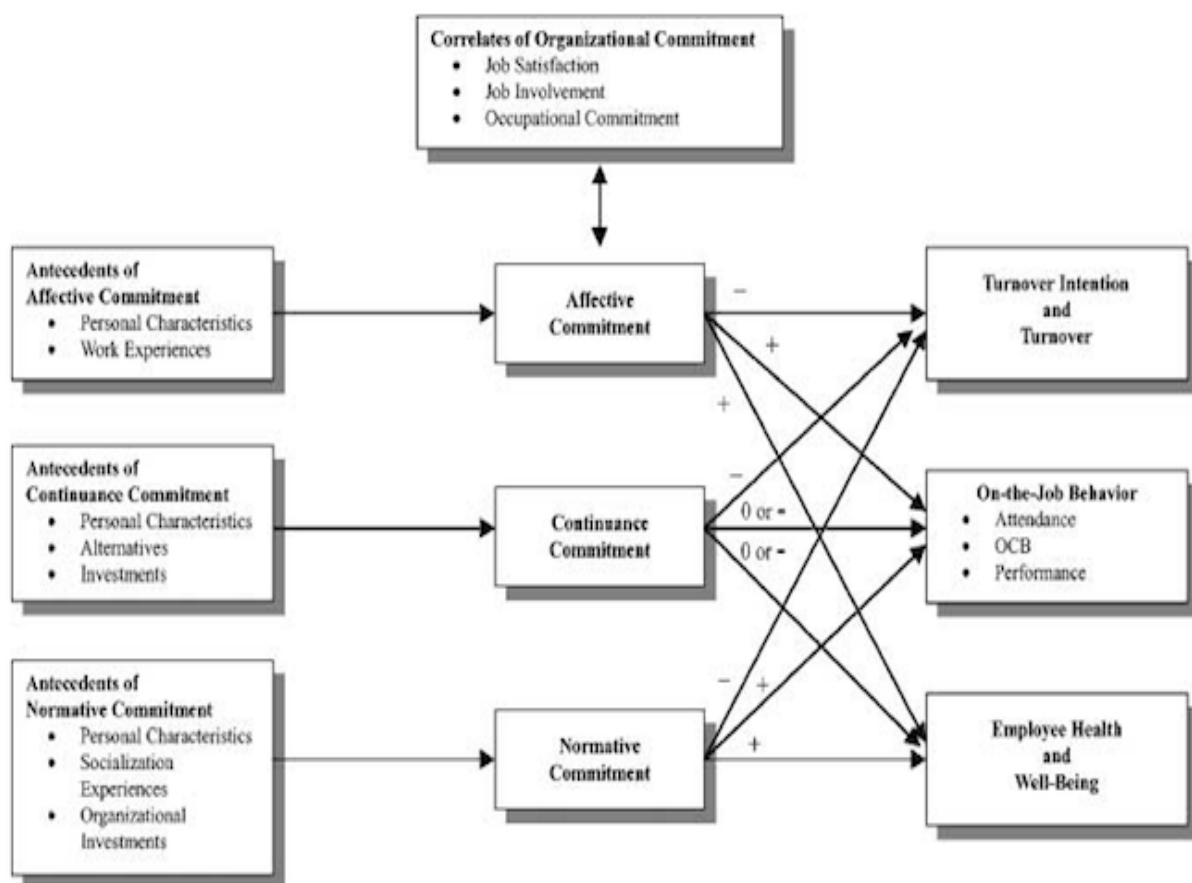 Correlates of Organizational Commitment
• Job Satisfaction
• Job Involvement
• Occupational Commitment
Antecedents of
Affective Commitment
• Personal Characteristics
• Work Experiences
Affective
Commitment
Turnover Intention
and
Turnover
−
+
+
Antecedents of
Continuance Commitment
• Personal Characteristics
• Alternatives
• Investments
Continuance
Commitment
−
0 or -
0 or -
On-the-Job Behavior
• Attendance
• OCB
• Performance
Antecedents of
Normative Commitment
• Personal Characteristics
• Socialization
Experiences
• Organizational
Investments
Normative
Commitment
−
+
+
Employee Health
and
Well-Being